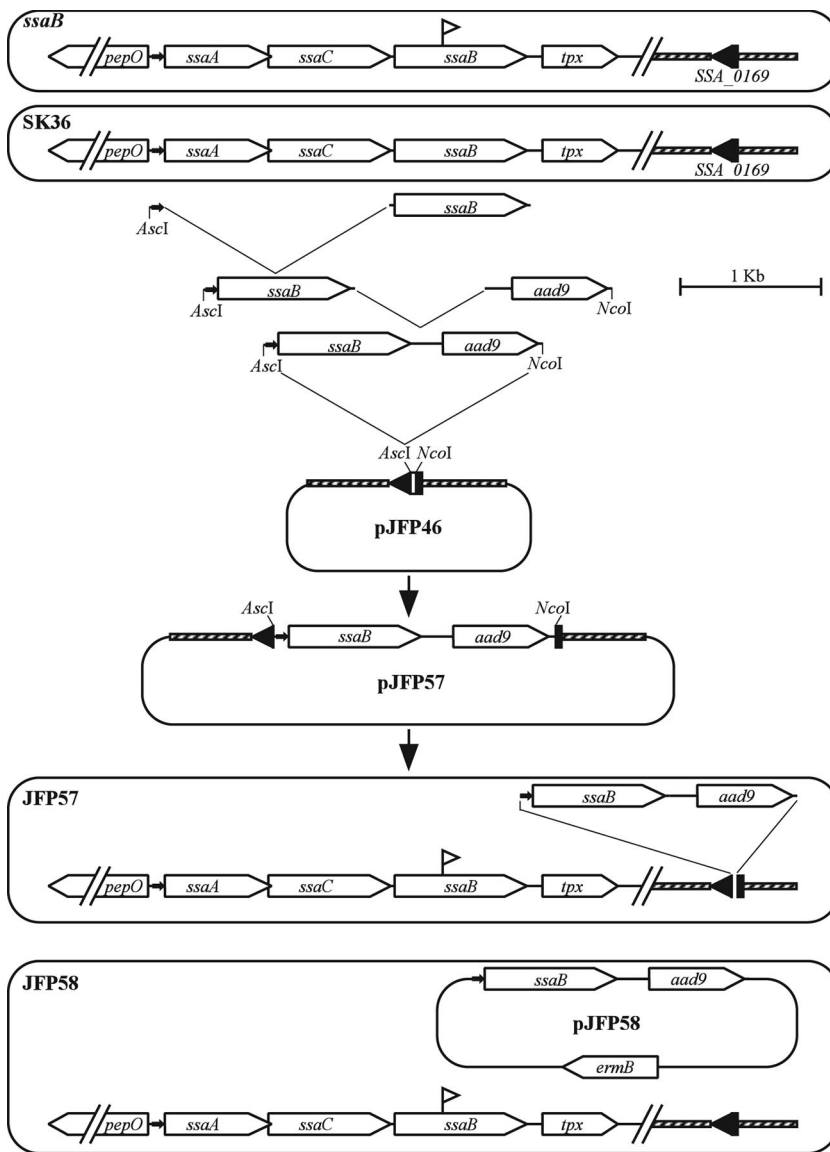 ssaB
pepO ssaA ssaC ssaB tpx
SSA_0169
SK36
pepO ssaA ssaC ssaB tpx
SSA_0169
AscI ssaB
1 Kb
ssaB aad9
AscI NcoI
ssaB aad9
AscI NcoI
AscI NcoI
pJFP46
AscI NcoI
ssaB aad9
pJFP57
JFP57
ssaB aad9
pepO ssaA ssaC ssaB tpx
JFP58
ssaB aad9
pJFP58
ermB
pepO ssaA ssaC ssaB tpx